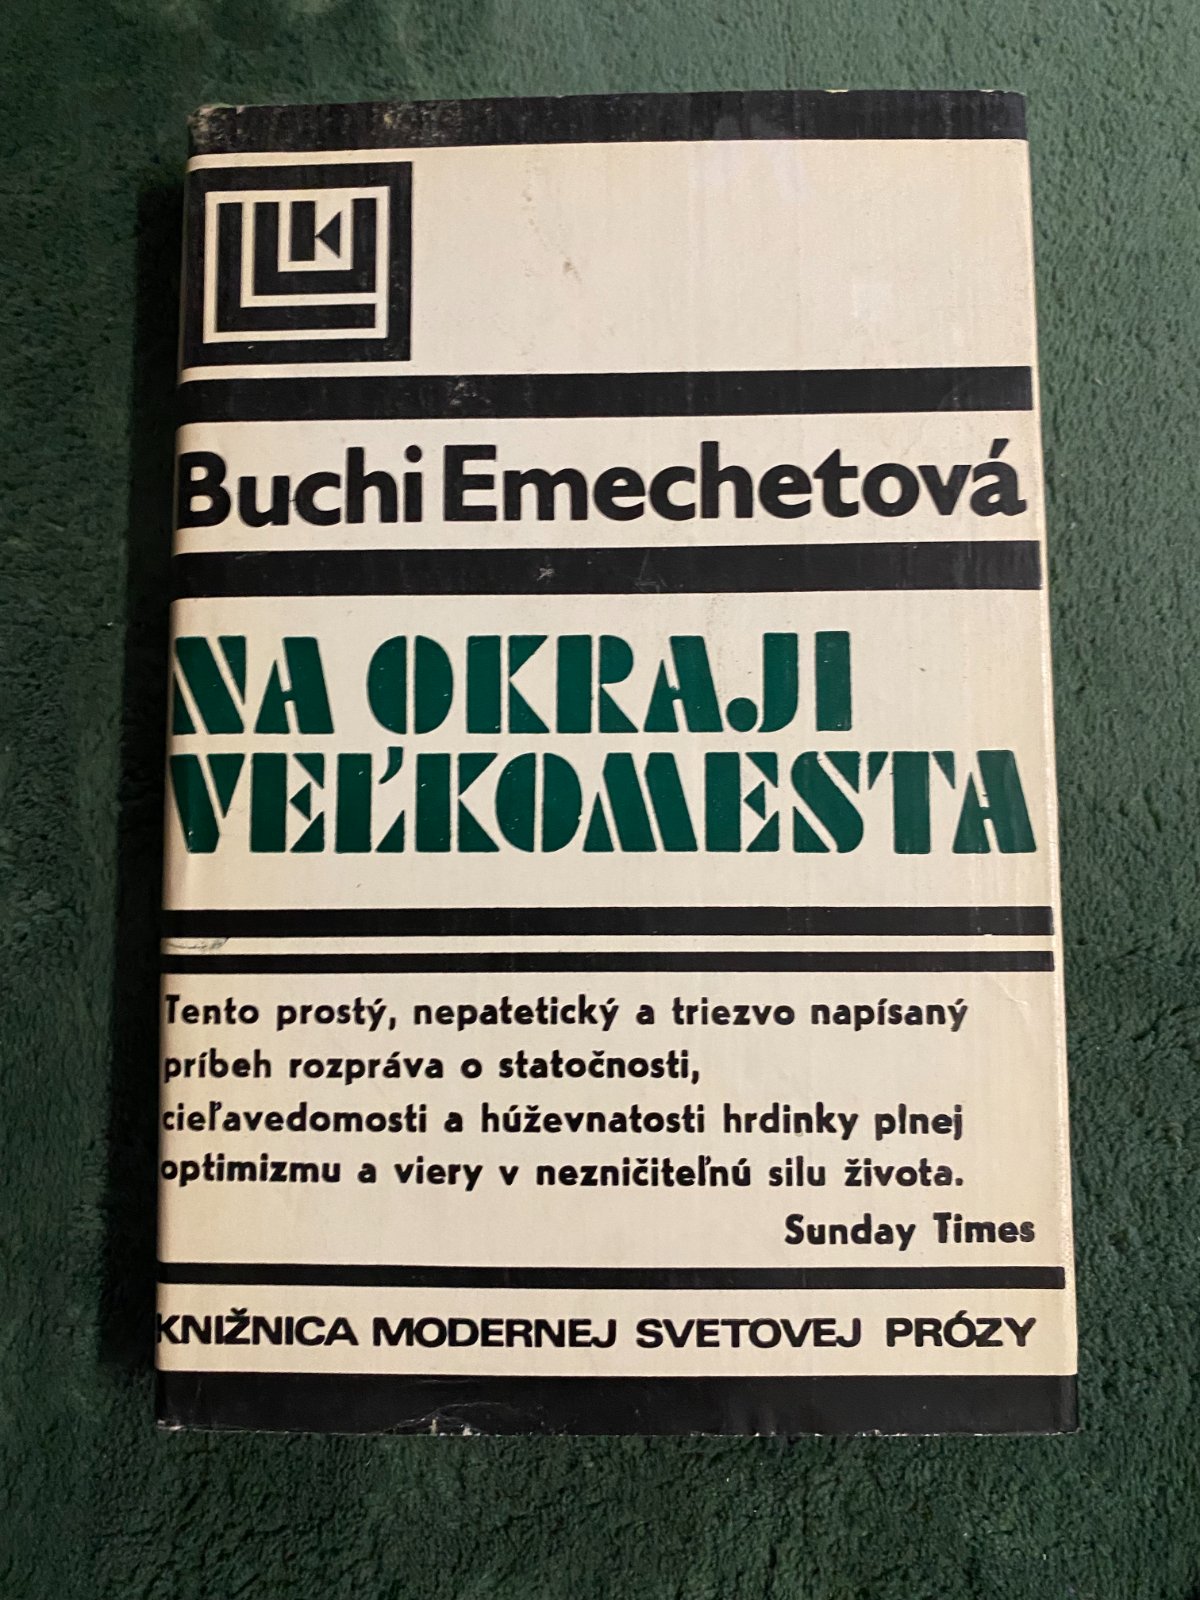 LUK
Buchi Emechetová
NA OKRAJI
VEĽKOMESTA
Tento prostý, nepatetický a triezvo napísaný
príbeh rozpráva o statočnosti,
cieľavedomosti a húževnatosti hrdinky plnej
optimizmu a viery v nezničiteľnú silu života.
Sunday Times
KNIŽNICA MODERNEJ SVETOVEJ PRÓZY